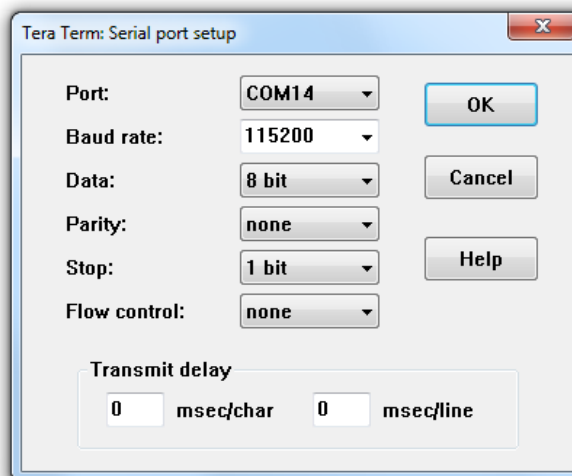 Tera Term: Serial port setup
Port: COM14 OK
Baud rate: 115200
Data: 8 bit Cancel
Parity: none
Stop: 1 bit Help
Flow control: none
Transmit delay
0 msec/char 0 msec/line